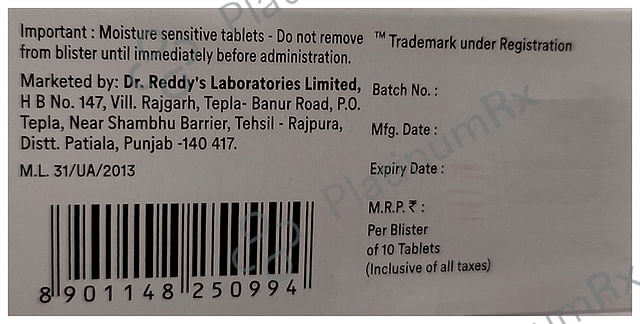 Important : Moisture sensitive tablets - Do not remove
from blister until immediately before administration.
Marketed by: Dr. Reddy's Laboratories Limited,
H B No. 147, Vill. Rajgarh, Tepla- Banur Road, P.O.
Tepla, Near Shambhu Barrier, Tehsil - Rajpura,
Distt. Patiala, Punjab -140 417.
M.L. 31/UA/2013
8 901148 250994
™ Trademark under Registration
Batch No. :
Mfg. Date :
Expiry Date :
M.R.P. ₹ :
Per Blister
of 10 Tablets
(Inclusive of all taxes)
PlatinumRx
PlatinumRx